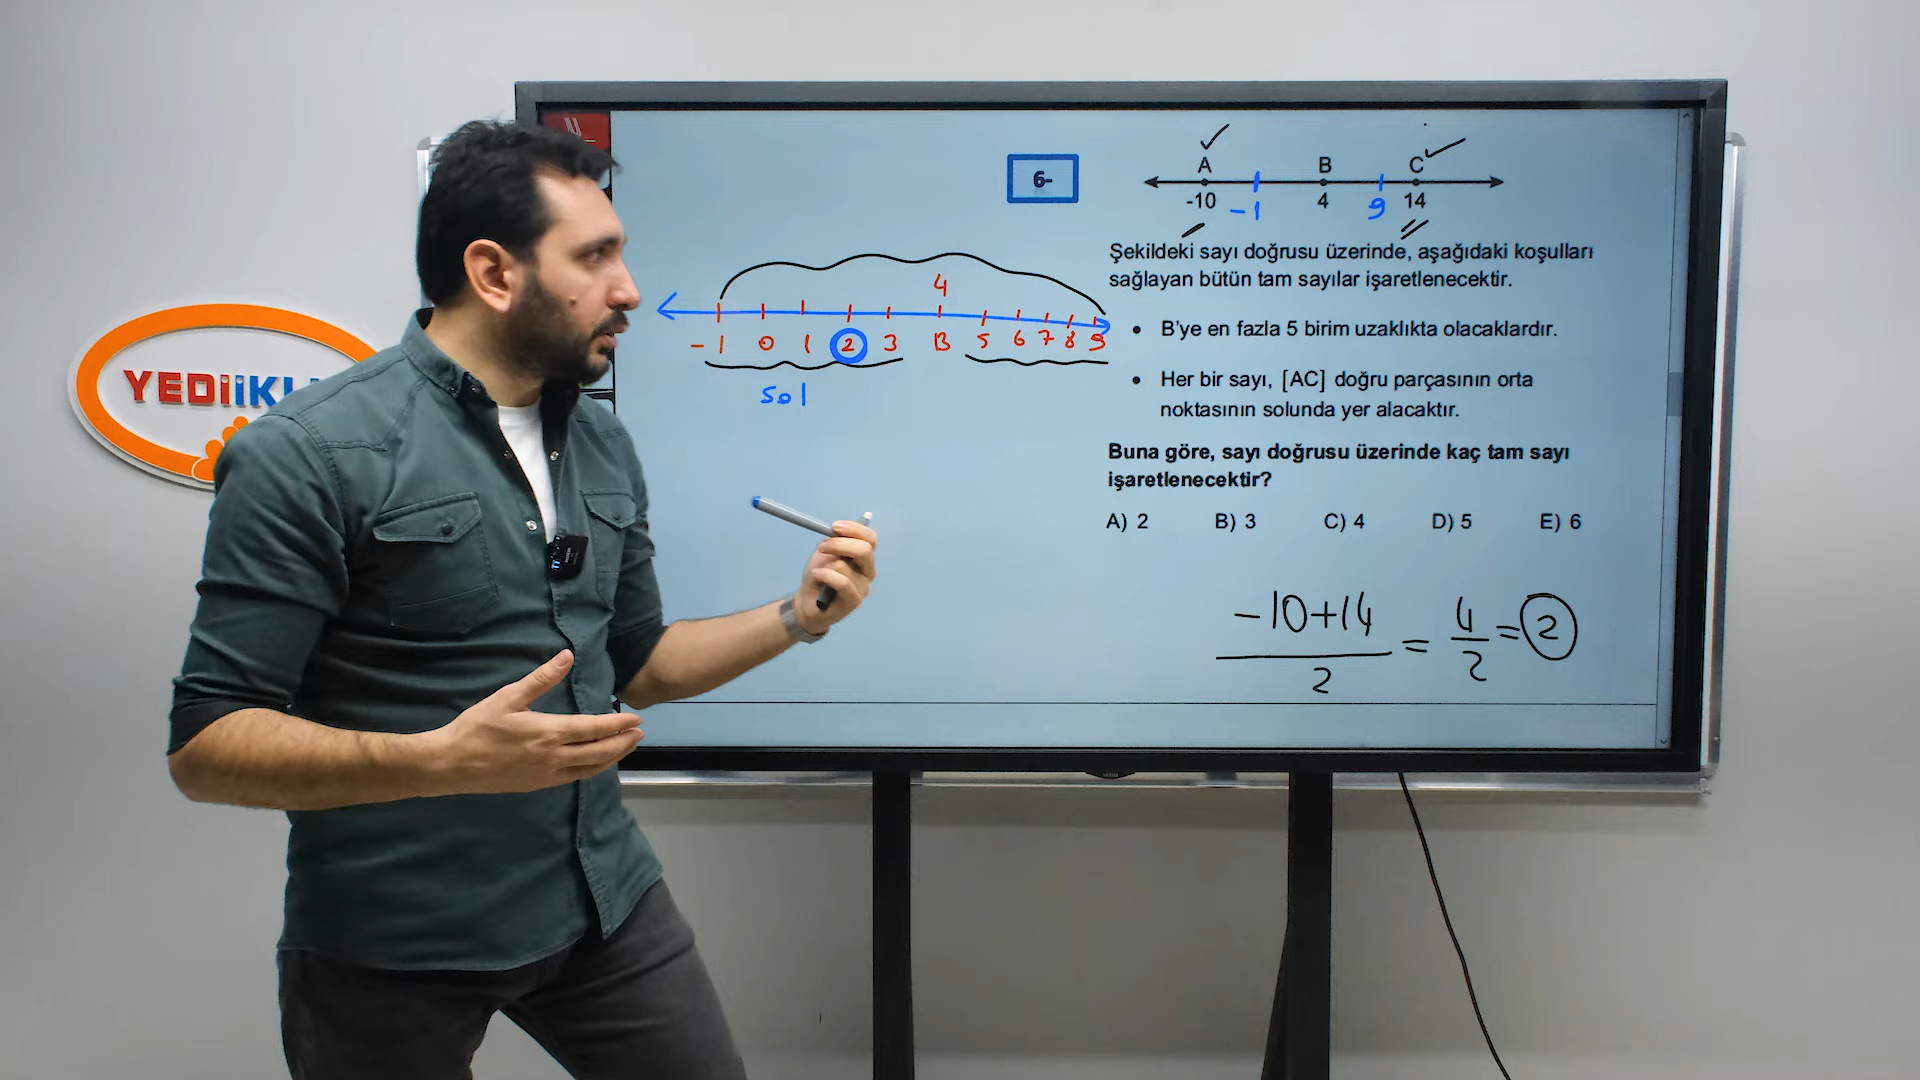 YEDİİKL
6-
A B C
-10 4 14
-1 9
Şekildeki sayı doğrusu üzerinde, aşağıdaki koşulları
sağlayan bütün tam sayılar işaretlenecektir.
• B'ye en fazla 5 birim uzaklıkta olacaklardır.
• Her bir sayı, [AC] doğru parçasının orta
noktasının solunda yer alacaktır.
Buna göre, sayı doğrusu üzerinde kaç tam sayı
işaretlenecektir?
A) 2 B) 3 C) 4 D) 5 E) 6
4
-1 0 1 2 3 B 5 6 7 8 9
sol
-10+14 / 2 = 4/2 = 2